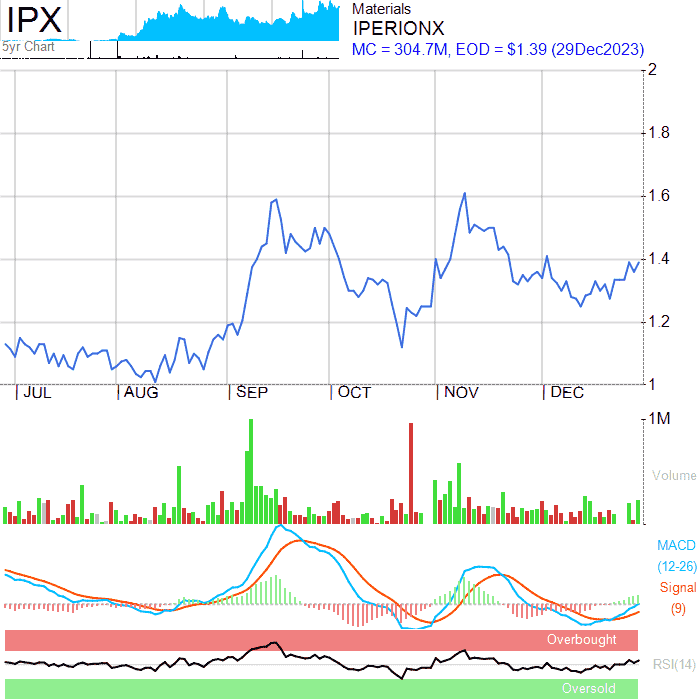 IPX
5yr Chart
Materials
IPERIONX
MC = 304.7M, EOD = $1.39 (29Dec2023)
2
1.8
1.6
1.4
1.2
1
JUL AUG SEP OCT NOV DEC
1M
Volume
MACD
(12-26)
Signal
(9)
Overbought
RSI(14)
Oversold